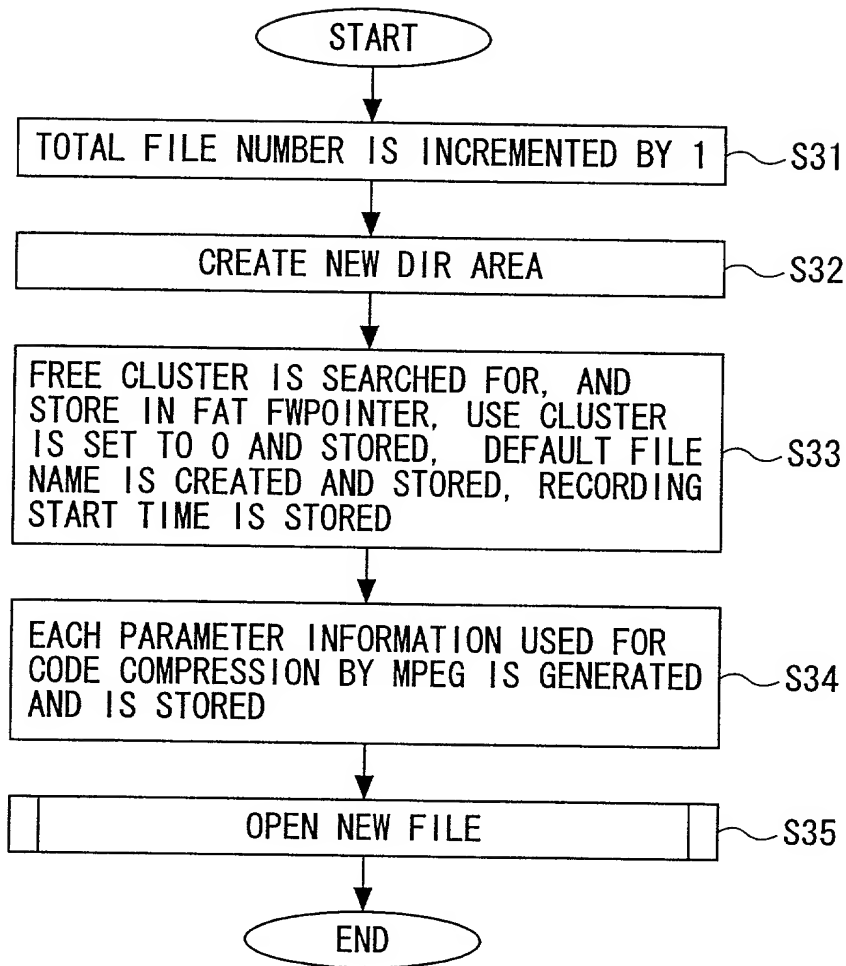 START
TOTAL FILE NUMBER IS INCREMENTED BY 1
S31
CREATE NEW DIR AREA
S32
FREE CLUSTER IS SEARCHED FOR, AND
STORE IN FAT FWPOINTER, USE CLUSTER
IS SET TO 0 AND STORED, DEFAULT FILE
NAME IS CREATED AND STORED, RECORDING
START TIME IS STORED
S33
EACH PARAMETER INFORMATION USED FOR
CODE COMPRESSION BY MPEG IS GENERATED
AND IS STORED
S34
OPEN NEW FILE
S35
END